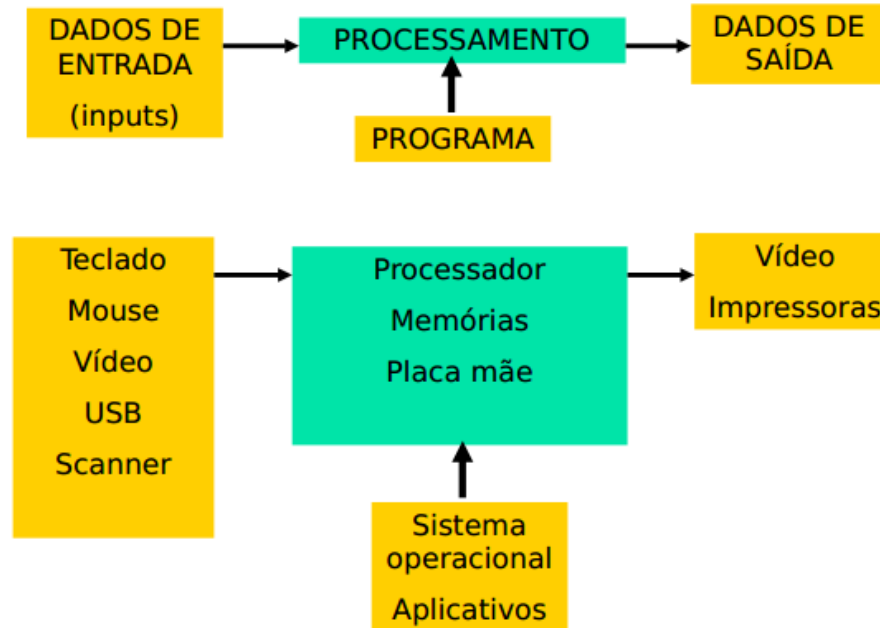 DADOS DE
ENTRADA
(inputs)
PROCESSAMENTO
DADOS DE
SAÍDA
PROGRAMA
Teclado
Mouse
Vídeo
USB
Scanner
Processador
Memórias
Placa mãe
Vídeo
Impressoras
Sistema
operacional
Aplicativos